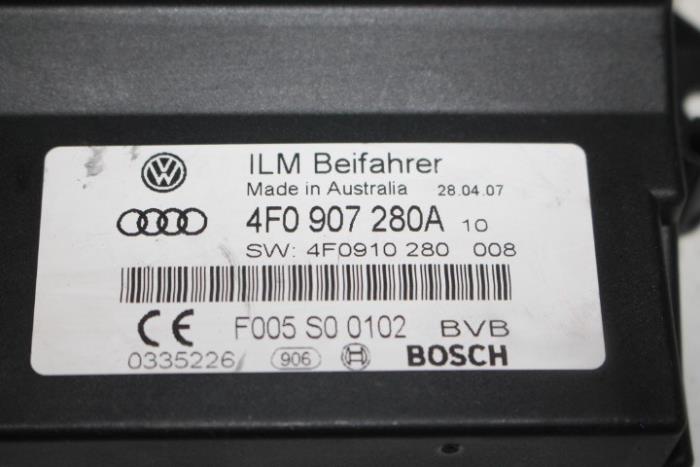 ILM Beifahrer
Made in Australia 28.04.07
4F0 907 280A 10
SW: 4F0910 280 008
CE F005 S0 0102 BVB
0335226 906 BOSCH